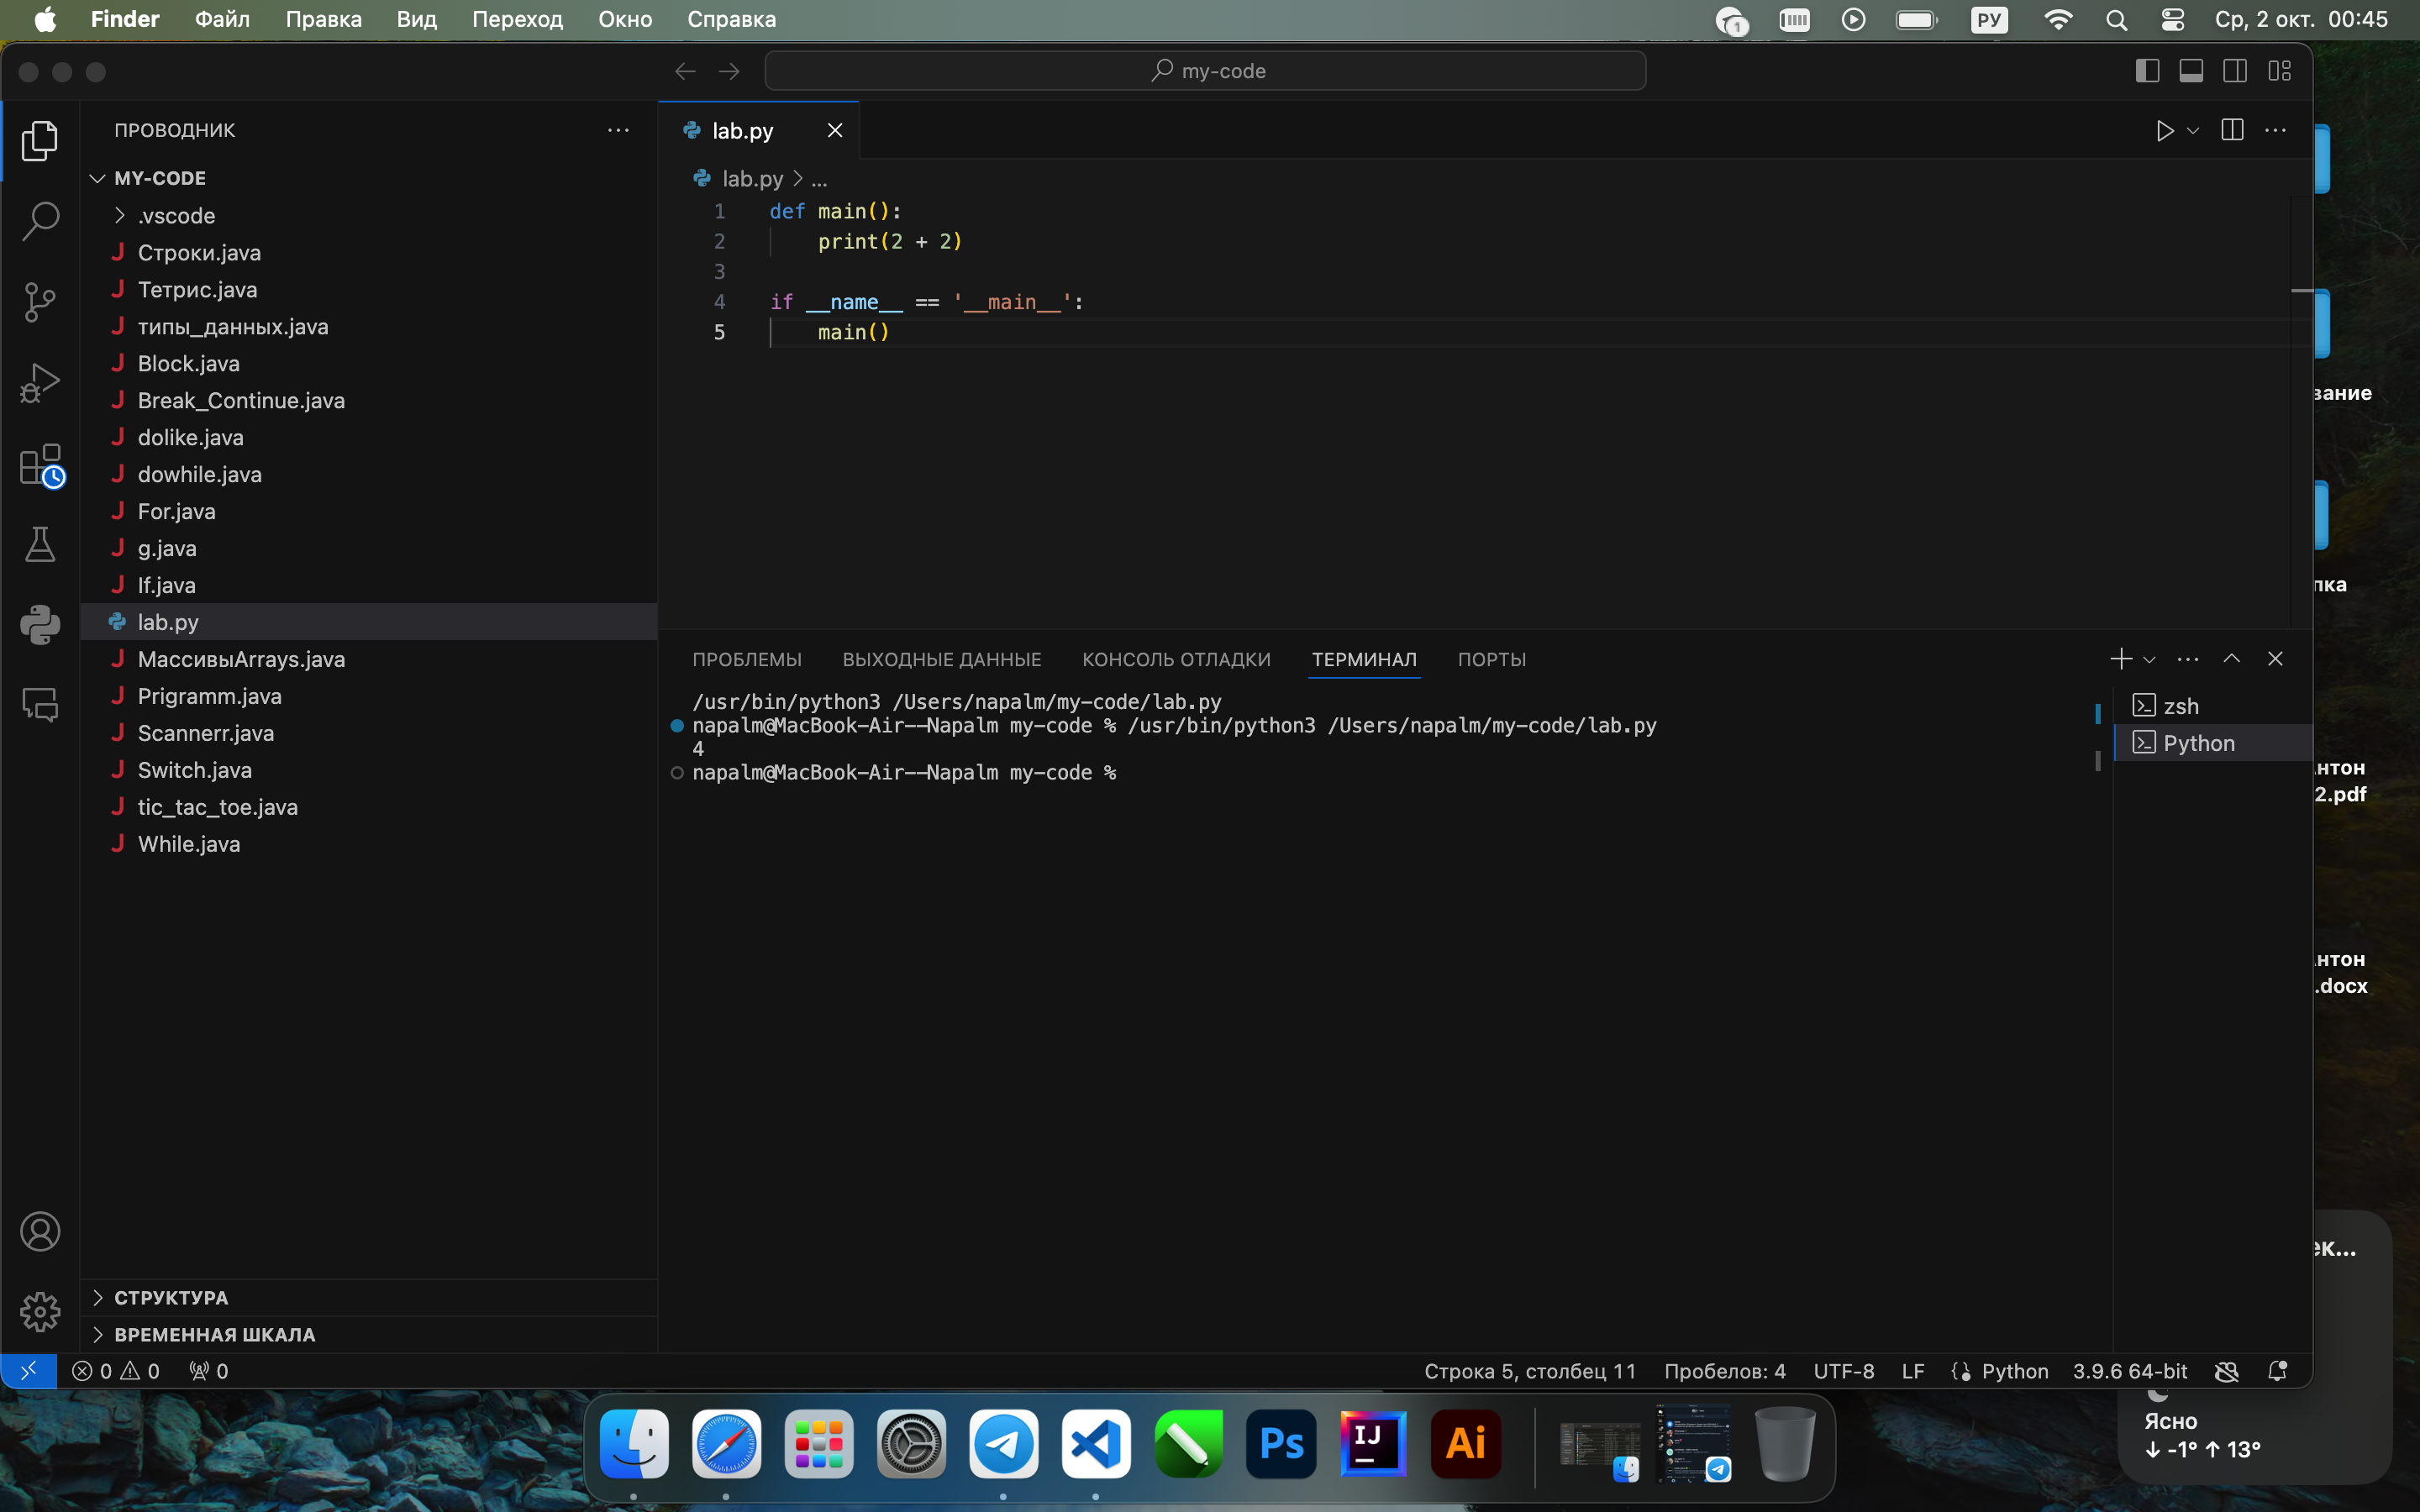 Finder Файл Правка Вид Переход Окно Справка
1 РУ Ср, 2 окт. 00:45
my-code
ПРОВОДНИК
MY-CODE
.vscode
Строки.java
Тетрис.java
типы_данных.java
Block.java
Break_Continue.java
dolike.java
dowhile.java
For.java
g.java
If.java
lab.py
МассивыArrays.java
Prigramm.java
Scannerr.java
Switch.java
tic_tac_toe.java
While.java
СТРУКТУРА
ВРЕМЕННАЯ ШКАЛА
lab.py
lab.py > ...
1 def main():
2 print(2 + 2)
3
4 if __name__ == '__main__':
5 main()
ПРОБЛЕМЫ ВЫХОДНЫЕ ДАННЫЕ КОНСОЛЬ ОТЛАДКИ ТЕРМИНАЛ ПОРТЫ
/usr/bin/python3 /Users/napalm/my-code/lab.py
napalm@MacBook-Air--Napalm my-code % /usr/bin/python3 /Users/napalm/my-code/lab.py
4
napalm@MacBook-Air--Napalm my-code %
zsh
Python
0 0 0
Строка 5, столбец 11 Пробелов: 4 UTF-8 LF Python 3.9.6 64-bit
вание
пка
нтон
2.pdf
нтон
.docx
ек...
Ясно
↓ -1° ↑ 13°
Ps IJ Ai